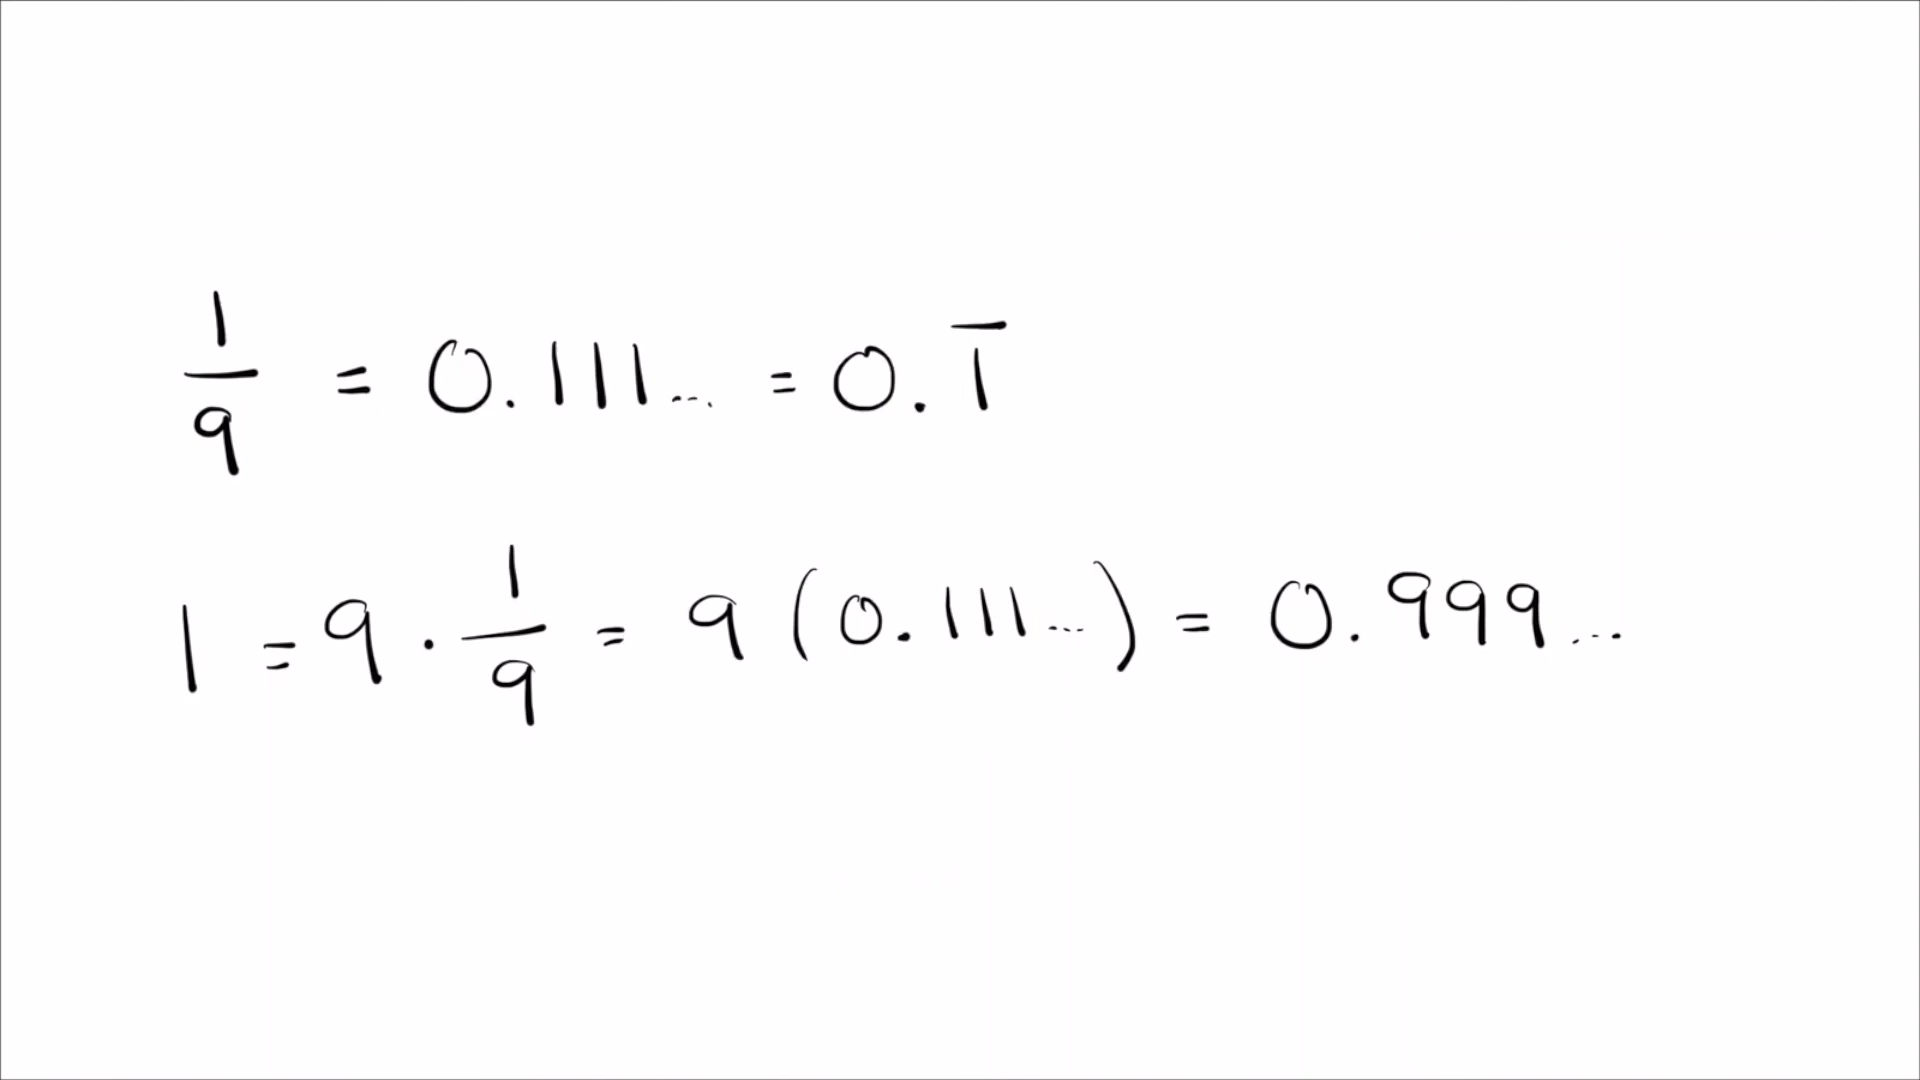 1/9 = 0.111... = 0.1̅
1 = 9 · 1/9 = 9(0.111...) = 0.999...